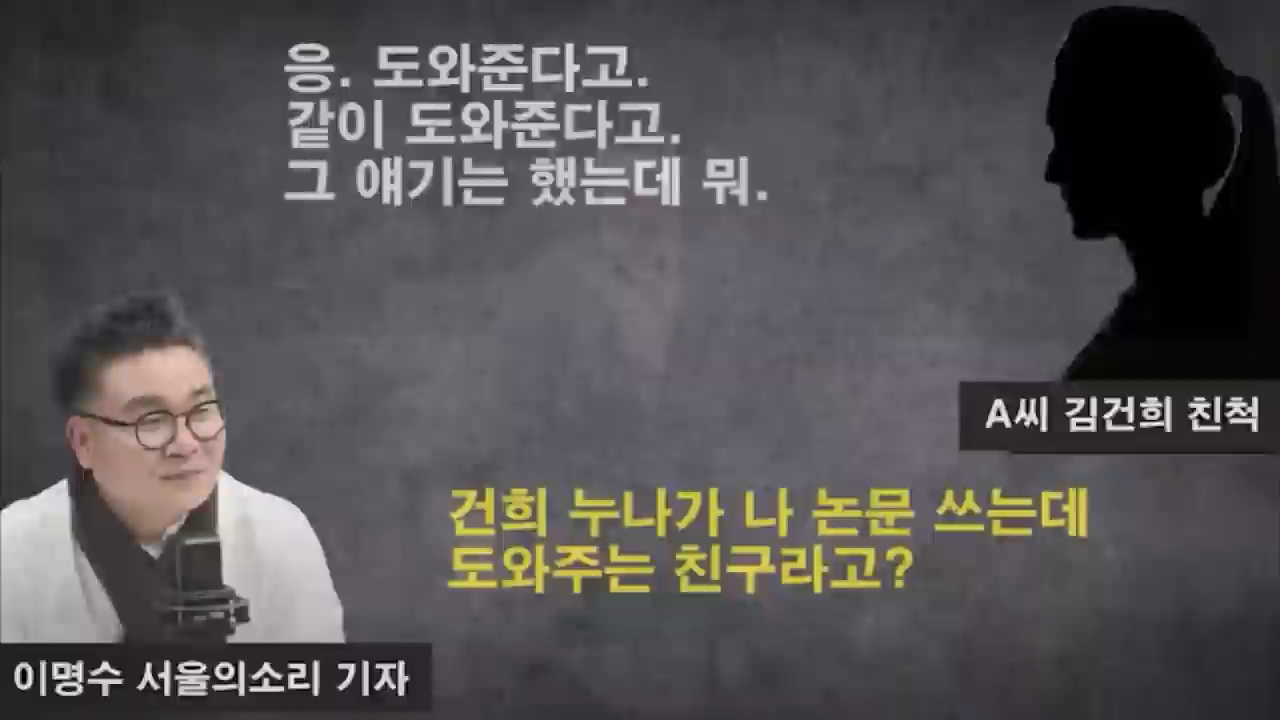 응. 도와준다고.
같이 도와준다고.
그 얘기는 했는데 뭐.
A씨 김건희 친척
건희 누나가 나 논문 쓰는데
도와주는 친구라고?
이명수 서울의소리 기자